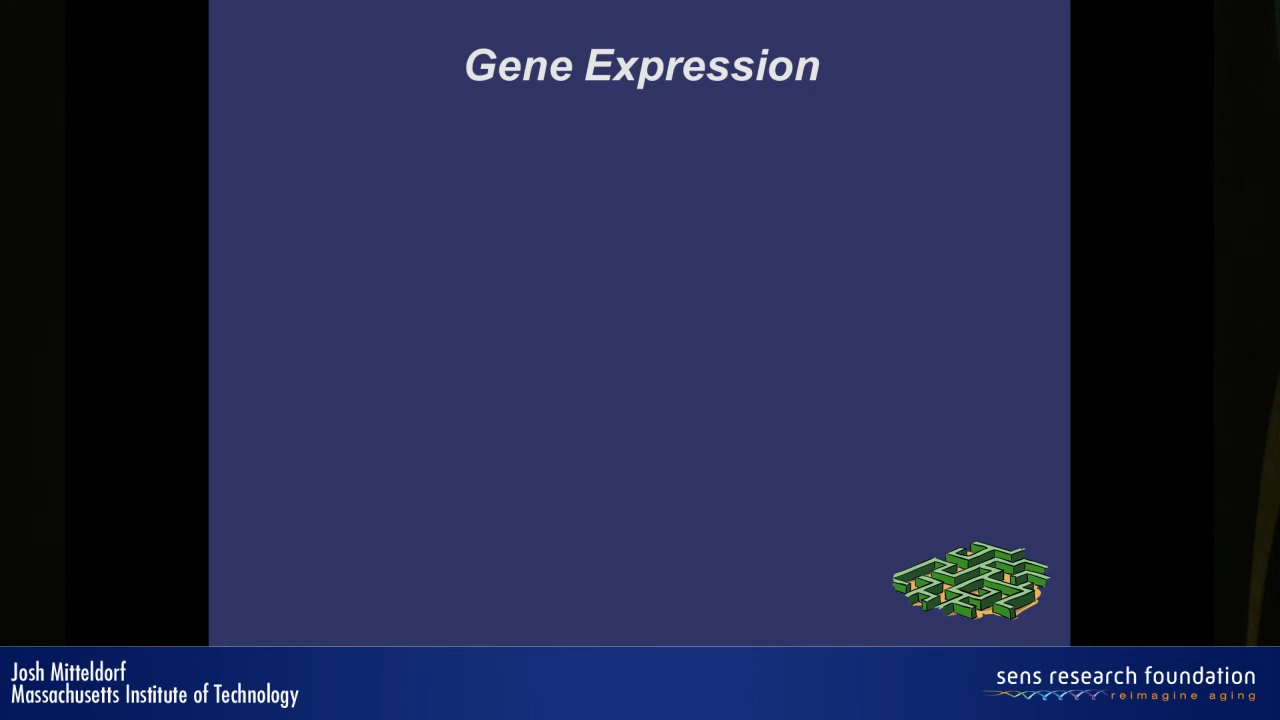 Gene Expression
Josh Mitteldorf
Massachusetts Institute of Technology
sens research foundation
reimagine aging